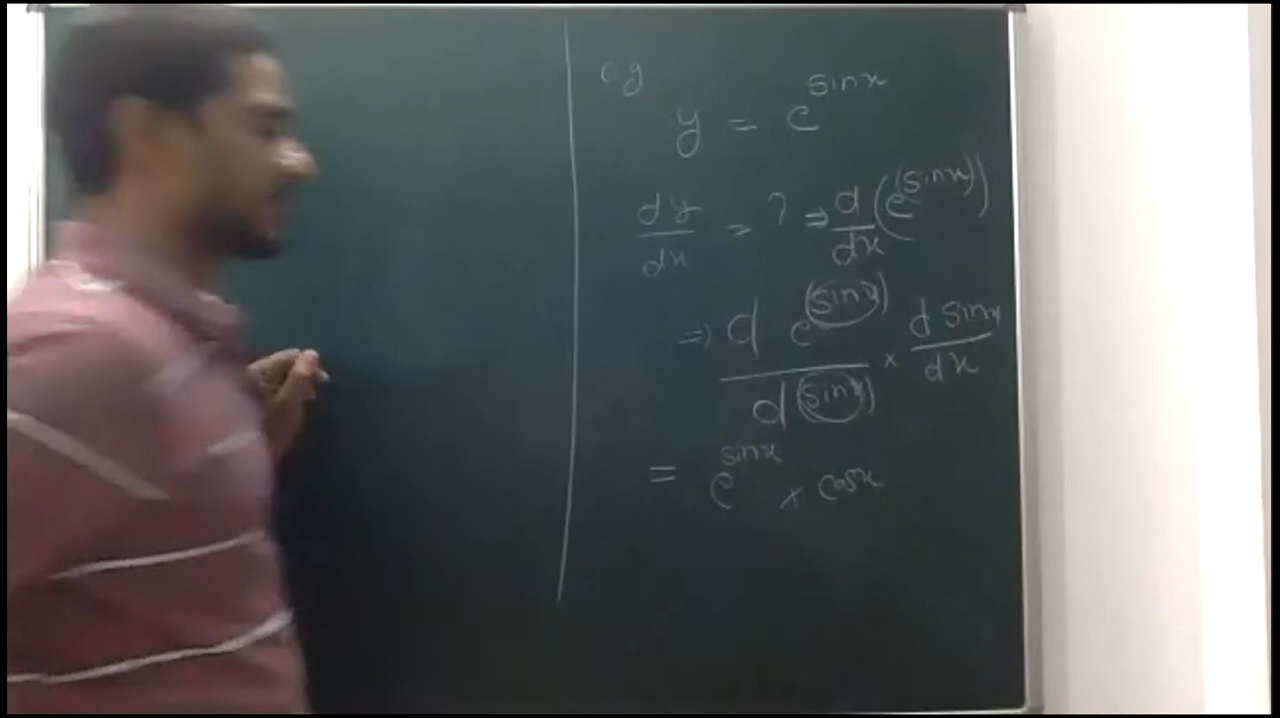 eg
y = e^sinx
dy/dx = ? ⇒ d/dx (e^(sinx))
⇒ d e^(sinx) / d(sinx) × d sinx / dx
= e^sinx × cosx